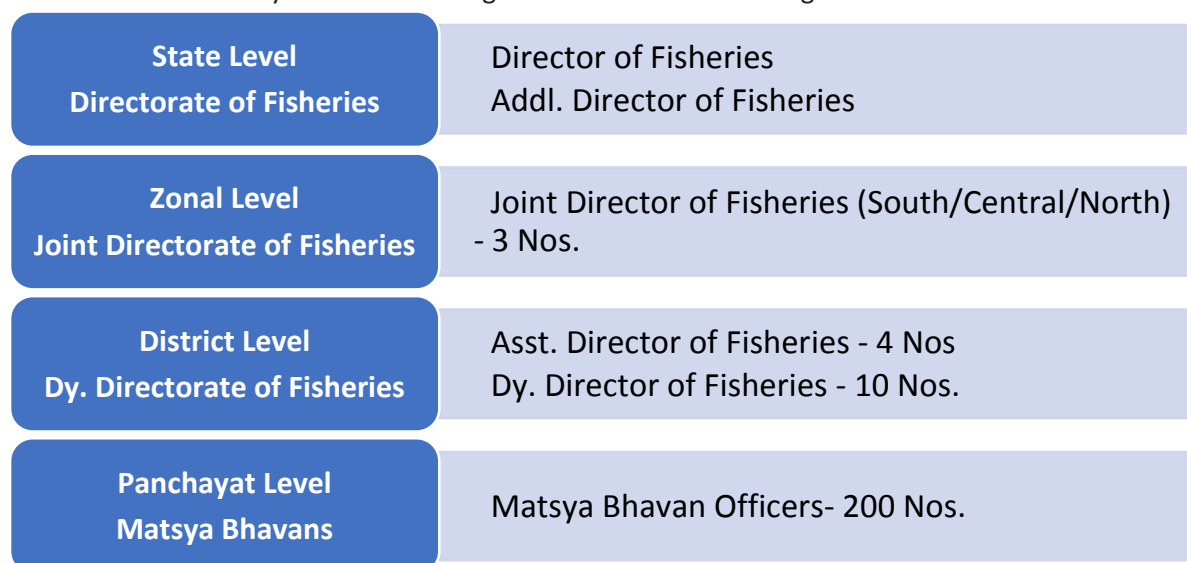 State Level
Directorate of Fisheries
Director of Fisheries
Addl. Director of Fisheries
Zonal Level
Joint Directorate of Fisheries
Joint Director of Fisheries (South/Central/North)
- 3 Nos.
District Level
Dy. Directorate of Fisheries
Asst. Director of Fisheries - 4 Nos
Dy. Director of Fisheries - 10 Nos.
Panchayat Level
Matsya Bhavans
Matsya Bhavan Officers- 200 Nos.